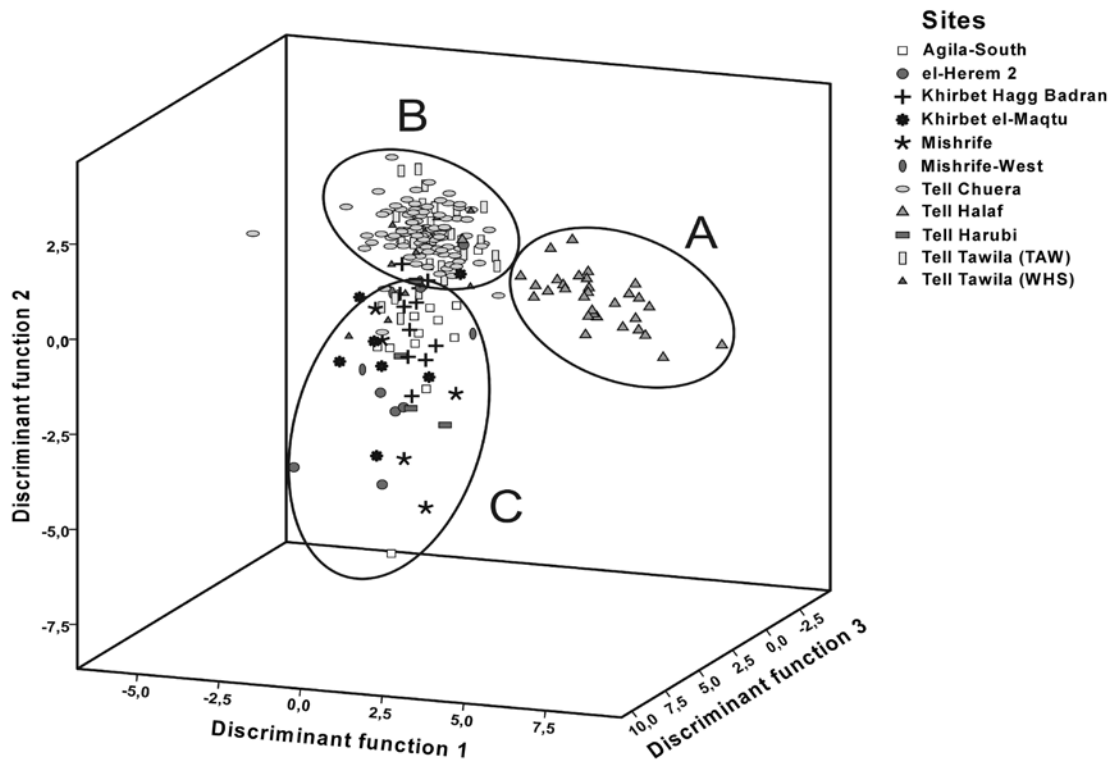 Sites
Agila-South
el-Herem 2
Khirbet Hagg Badran
Khirbet el-Maqtu
Mishrife
Mishrife-West
Tell Chuera
Tell Halaf
Tell Harubi
Tell Tawila (TAW)
Tell Tawila (WHS)
B
A
C
Discriminant function 2
2,5
0,0
-2,5
-5,0
-7,5
-5,0
-2,5
0,0
2,5
5,0
7,5
Discriminant function 1
10,0
7,5
5,0
2,5
0,0
-2,5
Discriminant function 3